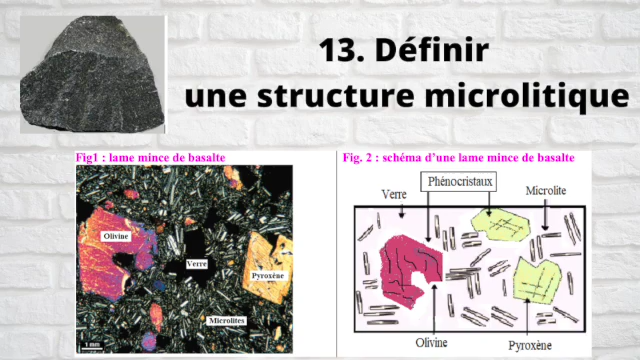 13. Définir
une structure microlitique
Fig1 : lame mince de basalte
Olivine
Verre
Pyroxène
Microlites
1 mm
Fig. 2 : schéma d'une lame mince de basalte
Phénocristaux
Verre
Microlite
Olivine
Pyroxène